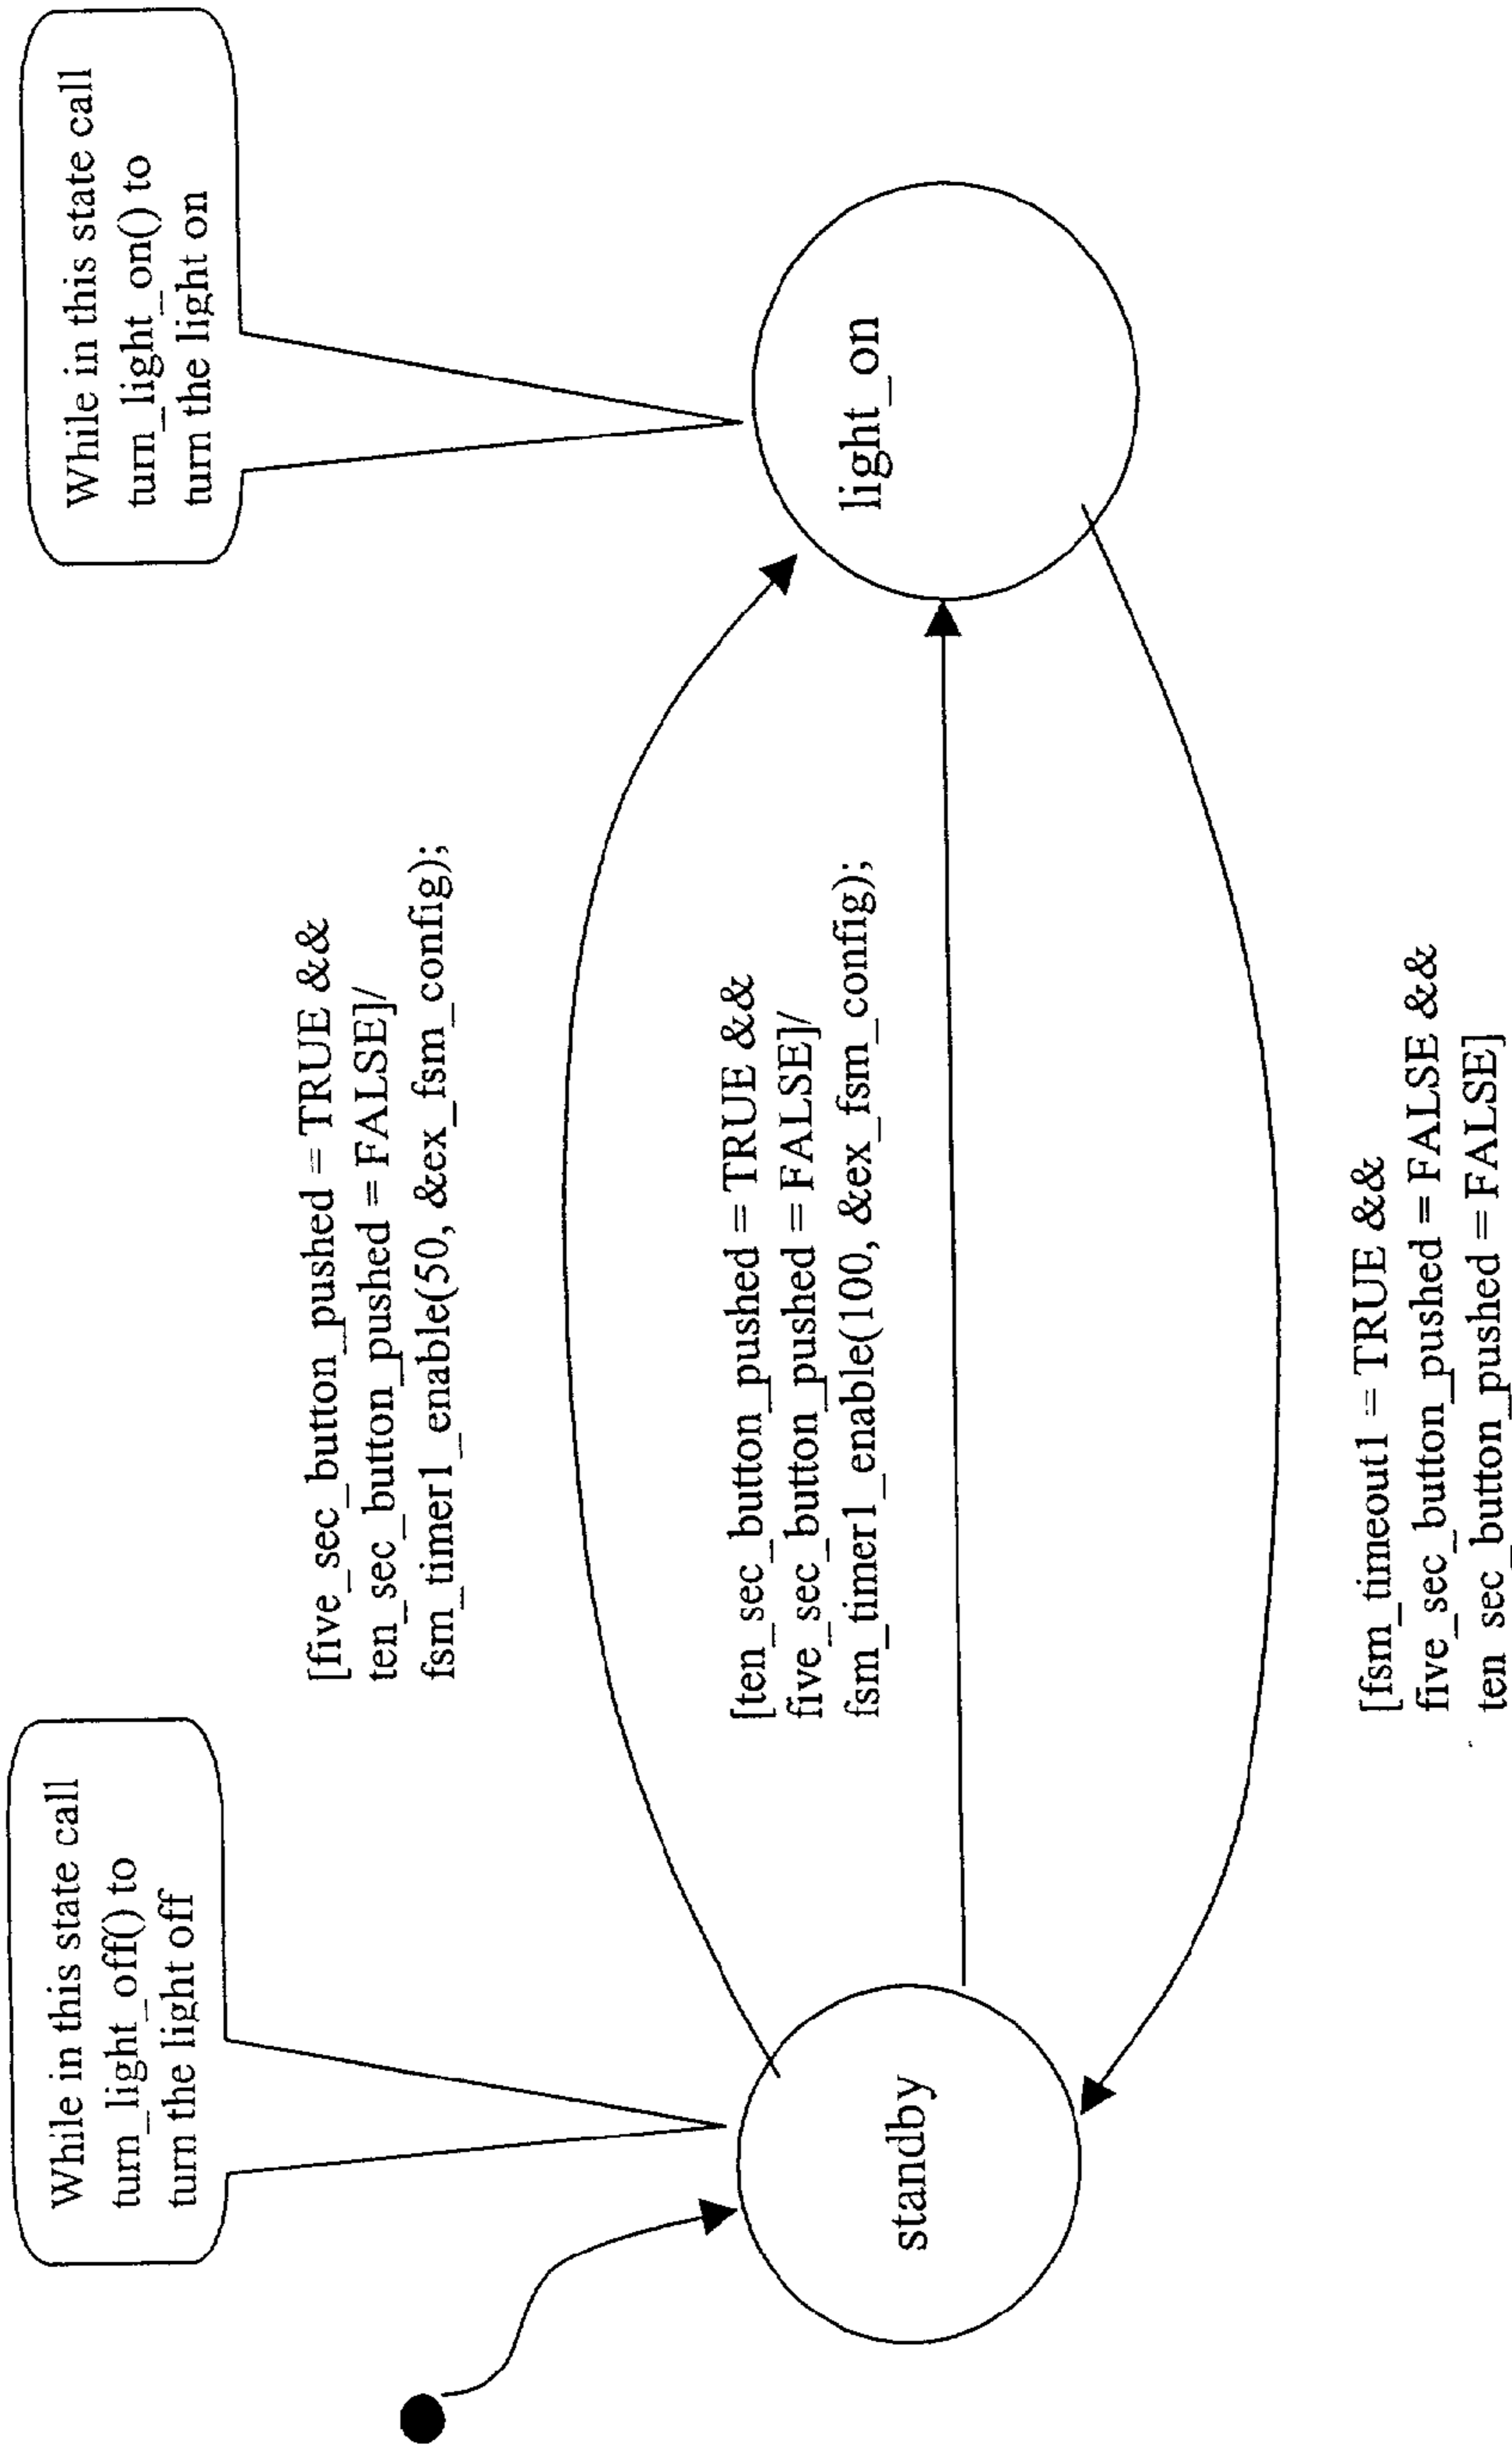 While in this state call
turn_light_off() to
turn the light off
While in this state call
turn_light_on() to
turn the light on
[five_sec_button_pushed = TRUE &&
ten_sec_button_pushed = FALSE]/
fsm_timer1_enable(50, &ex_fsm_config);
[ten_sec_button_pushed = TRUE &&
five_sec_button_pushed = FALSE]/
fsm_timer1_enable(100, &ex_fsm_config);
standby
light_on
[fsm_timeout1 = TRUE &&
five_sec_button_pushed = FALSE &&
ten_sec_button_pushed = FALSE]